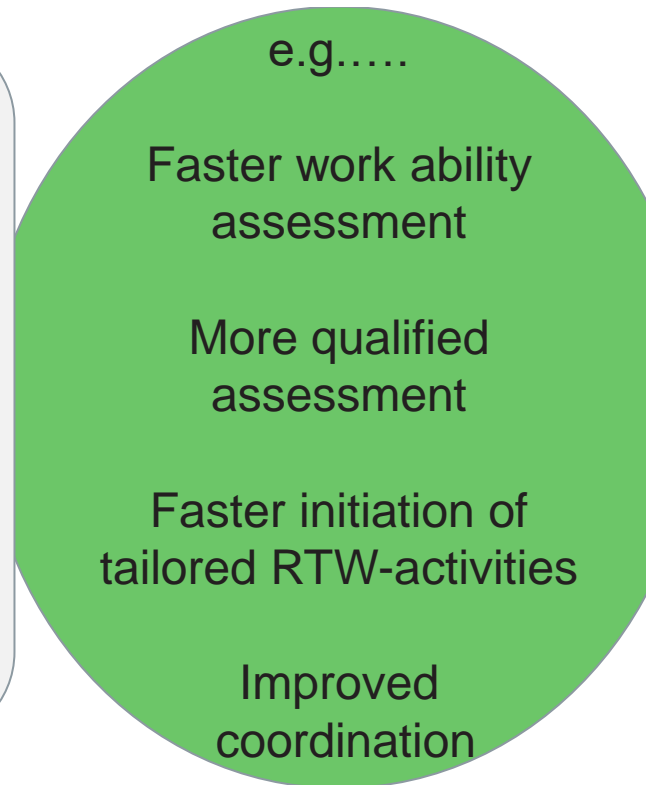 e.g.….
Faster work ability
assessment
More qualified
assessment
Faster initiation of
tailored RTW-activities
Improved
coordination